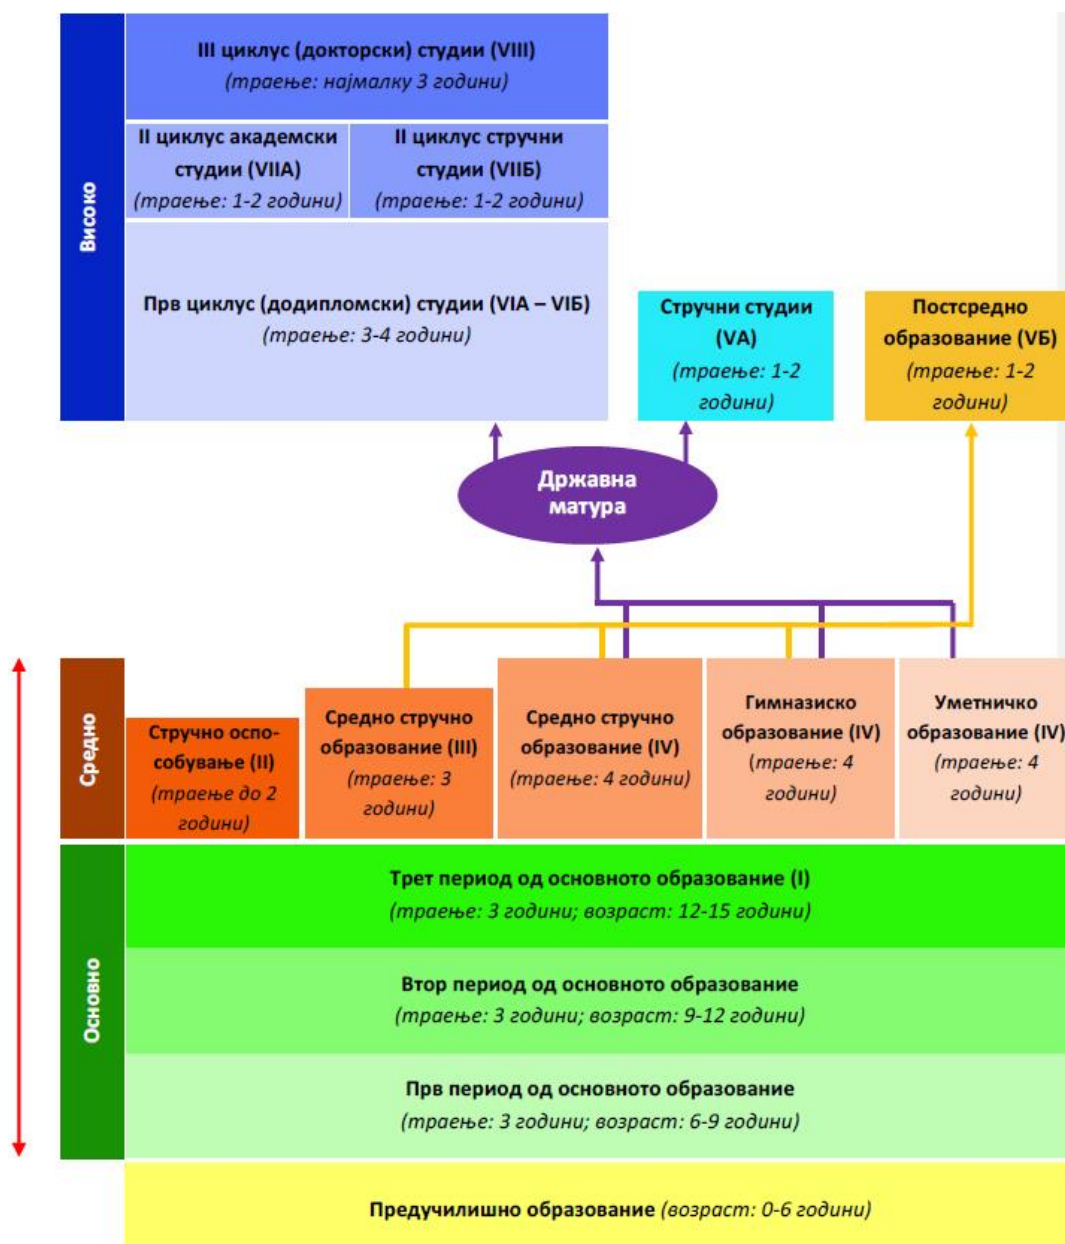 Високо
III циклус (докторски) студии (VIII)
(траење: најмалку 3 години)
II циклус академски
студии (VIIА)
(траење: 1-2 години)
II циклус стручни
студии (VIIБ)
(траење: 1-2 години)
Прв циклус (додипломски) студии (VIА – VIБ)
(траење: 3-4 години)
Стручни студии
(VА)
(траење: 1-2
години)
Постсредно
образование (VБ)
(траење: 1-2
години)
Државна
матура
Средно
Стручно оспо-
собување (II)
(траење до 2
години)
Средно стручно
образование (III)
(траење: 3
години)
Средно стручно
образование (IV)
(траење: 4 години)
Гимназиско
образование (IV)
(траење: 4
години)
Уметничко
образование (IV)
(траење: 4
години)
Основно
Трет период од основното образование (I)
(траење: 3 години; возраст: 12-15 години)
Втор период од основното образование
(траење: 3 години; возраст: 9-12 години)
Прв период од основното образование
(траење: 3 години; возраст: 6-9 години)
Предучилишно образование (возраст: 0-6 години)